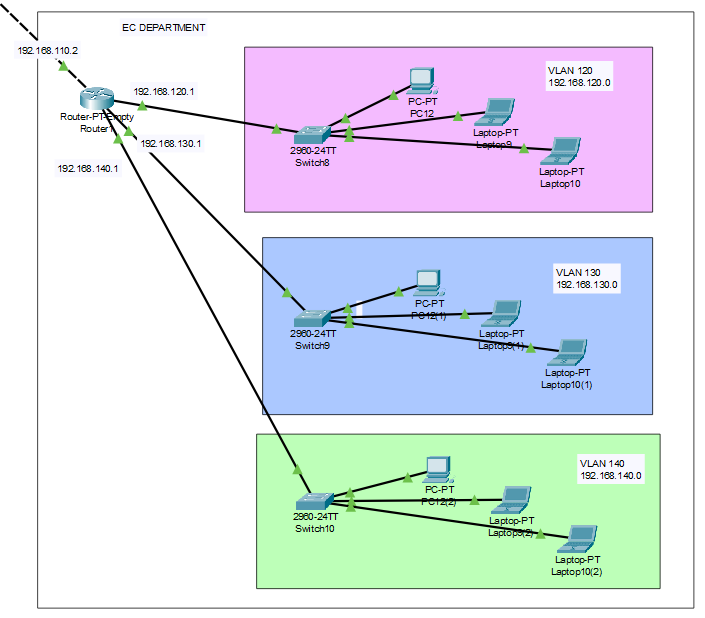 EC DEPARTMENT
192.168.110.2
Router-PT-Empty
Router1
192.168.120.1
192.168.130.1
192.168.140.1
VLAN 120
192.168.120.0
PC-PT
PC12
Laptop-PT
Laptop9
2960-24TT
Switch8
Laptop-PT
Laptop10
VLAN 130
192.168.130.0
PC-PT
PC12(1)
2960-24TT
Switch9
Laptop-PT
Laptop9(1)
Laptop-PT
Laptop10(1)
VLAN 140
192.168.140.0
PC-PT
PC12(2)
2960-24TT
Switch10
Laptop-PT
Laptop9(2)
Laptop-PT
Laptop10(2)